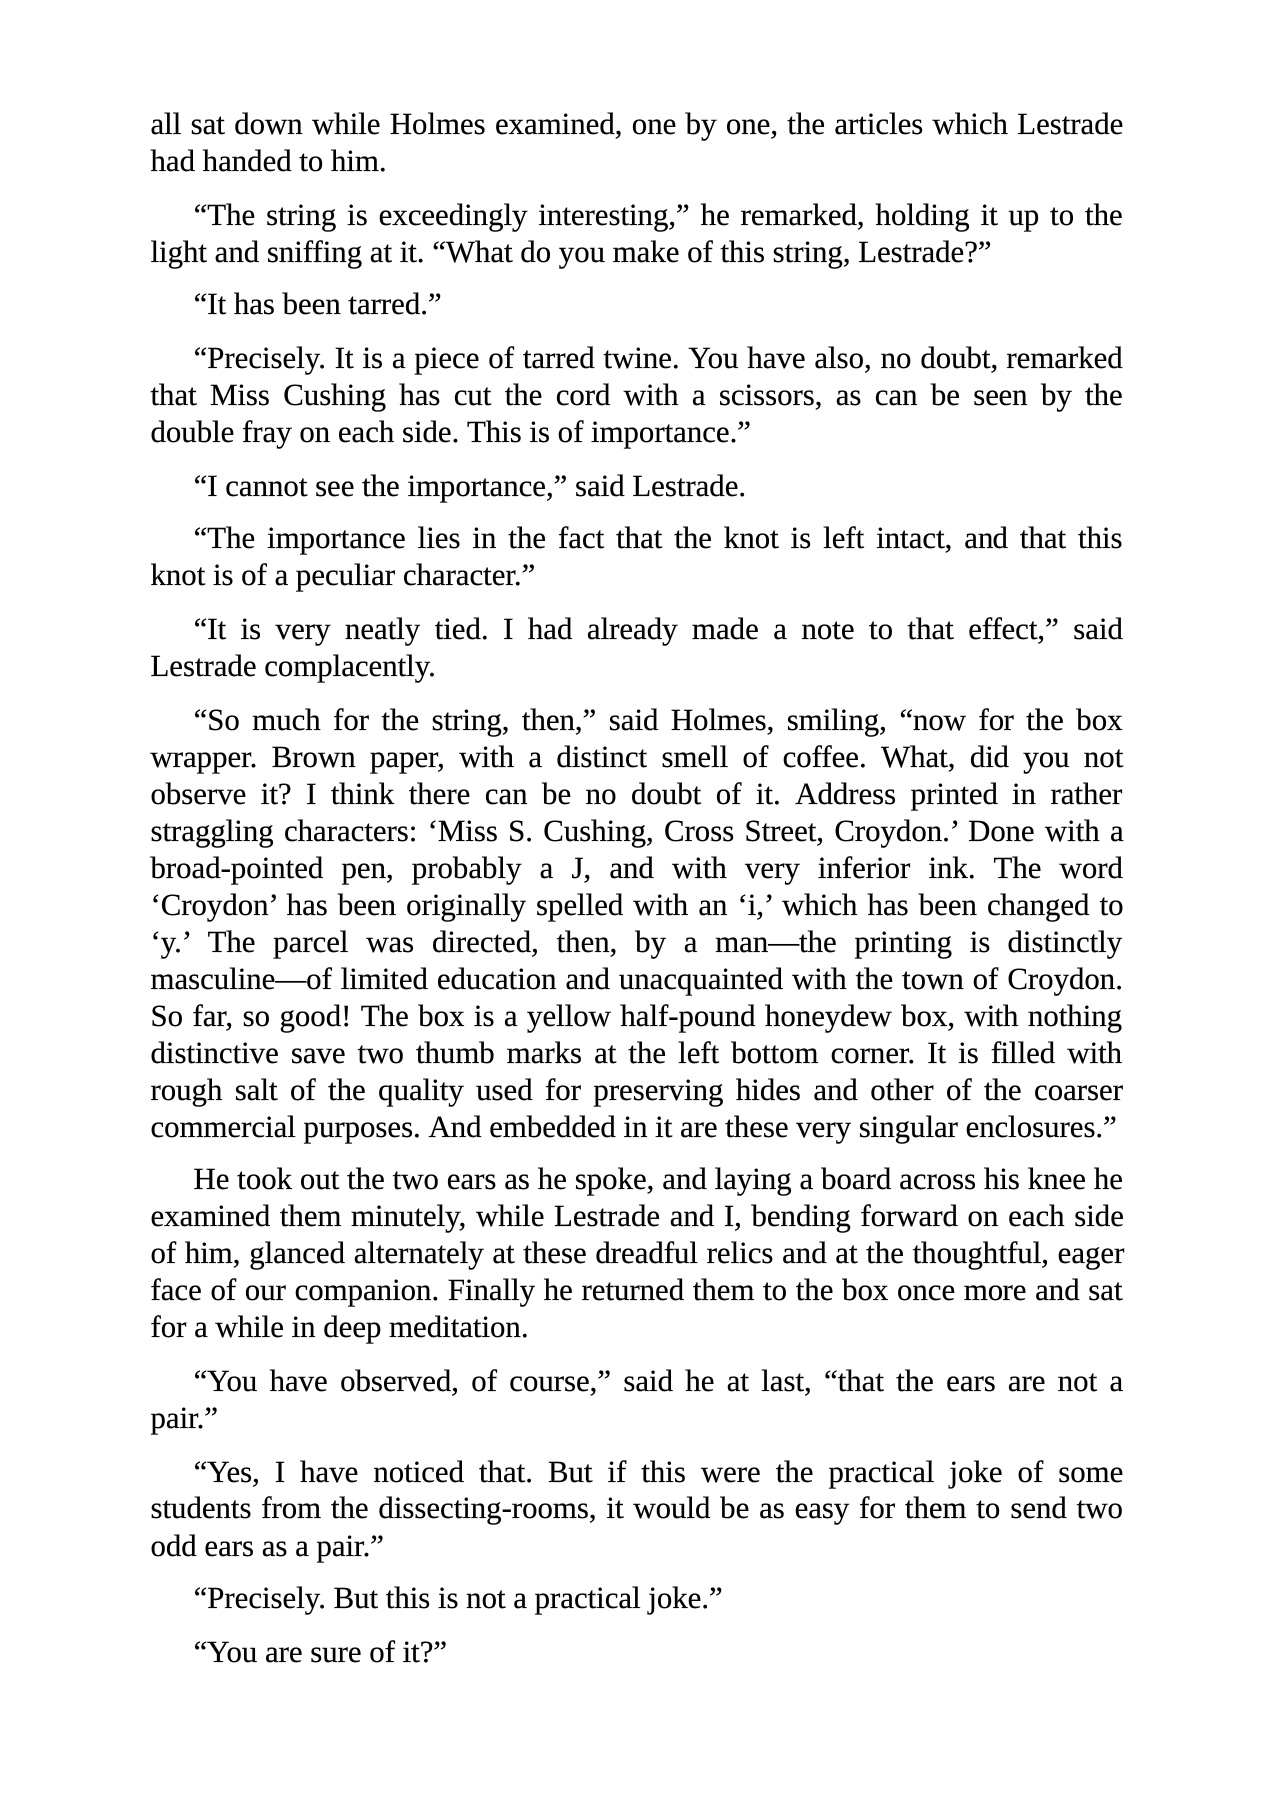 all sat down while Holmes examined, one by one, the articles which Lestrade
had handed to him.
“The string is exceedingly interesting,” he remarked, holding it up to the
light and sniffing at it. “What do you make of this string, Lestrade?”
“It has been tarred.”
“Precisely. It is a piece of tarred twine. You have also, no doubt, remarked
that Miss Cushing has cut the cord with a scissors, as can be seen by the
double fray on each side. This is of importance.”
“I cannot see the importance,” said Lestrade.
“The importance lies in the fact that the knot is left intact, and that this
knot is of a peculiar character.”
“It is very neatly tied. I had already made a note to that effect,” said
Lestrade complacently.
“So much for the string, then,” said Holmes, smiling, “now for the box
wrapper. Brown paper, with a distinct smell of coffee. What, did you not
observe it? I think there can be no doubt of it. Address printed in rather
straggling characters: ‘Miss S. Cushing, Cross Street, Croydon.’ Done with a
broad-pointed pen, probably a J, and with very inferior ink. The word
‘Croydon’ has been originally spelled with an ‘i,’ which has been changed to
‘y.’ The parcel was directed, then, by a man—the printing is distinctly
masculine—of limited education and unacquainted with the town of Croydon.
So far, so good! The box is a yellow half-pound honeydew box, with nothing
distinctive save two thumb marks at the left bottom corner. It is filled with
rough salt of the quality used for preserving hides and other of the coarser
commercial purposes. And embedded in it are these very singular enclosures.”
He took out the two ears as he spoke, and laying a board across his knee he
examined them minutely, while Lestrade and I, bending forward on each side
of him, glanced alternately at these dreadful relics and at the thoughtful, eager
face of our companion. Finally he returned them to the box once more and sat
for a while in deep meditation.
“You have observed, of course,” said he at last, “that the ears are not a
pair.”
“Yes, I have noticed that. But if this were the practical joke of some
students from the dissecting-rooms, it would be as easy for them to send two
odd ears as a pair.”
“Precisely. But this is not a practical joke.”
“You are sure of it?”